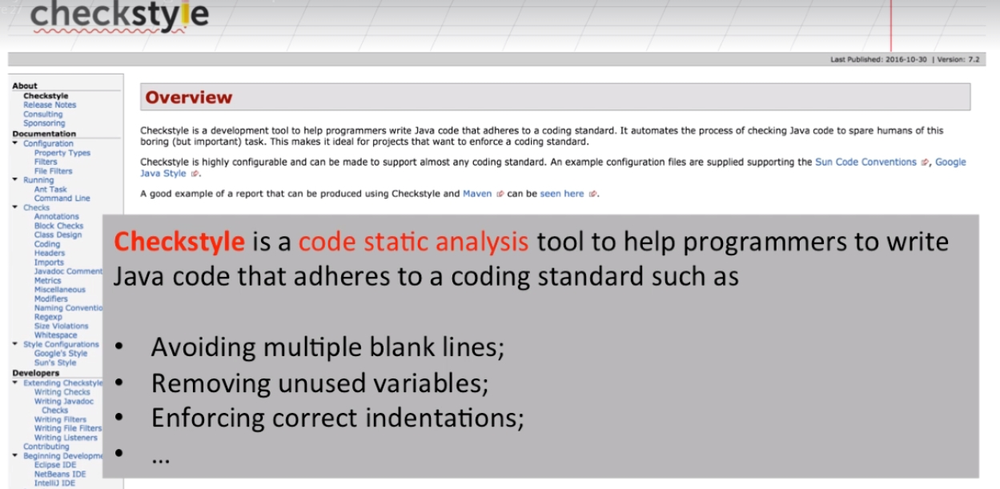 checkstyle
Last Published: 2016-10-30 | Version: 7.2
About
Checkstyle
Release Notes
Consulting
Sponsoring
Documentation
Configuration
Property Types
Filters
File Filters
Running
Ant Task
Command Line
Checks
Annotations
Block Checks
Class Design
Coding
Headers
Imports
Javadoc Comment
Metrics
Miscellaneous
Modifiers
Naming Conventio
Regexp
Size Violations
Whitespace
Style Configurations
Google's Style
Sun's Style
Developers
Extending Checkstyle
Writing Checks
Writing Javadoc
Checks
Writing Filters
Writing File Filters
Writing Listeners
Contributing
Beginning Developme
Eclipse IDE
NetBeans IDE
IntelliJ IDE
Overview
Checkstyle is a development tool to help programmers write Java code that adheres to a coding standard. It automates the process of checking Java code to spare humans of this
boring (but important) task. This makes it ideal for projects that want to enforce a coding standard.
Checkstyle is highly configurable and can be made to support almost any coding standard. An example configuration files are supplied supporting the Sun Code Conventions , Google
Java Style .
A good example of a report that can be produced using Checkstyle and Maven can be seen here .
Checkstyle is a code static analysis tool to help programmers to write
Java code that adheres to a coding standard such as
• Avoiding multiple blank lines;
• Removing unused variables;
• Enforcing correct indentations;
• ...